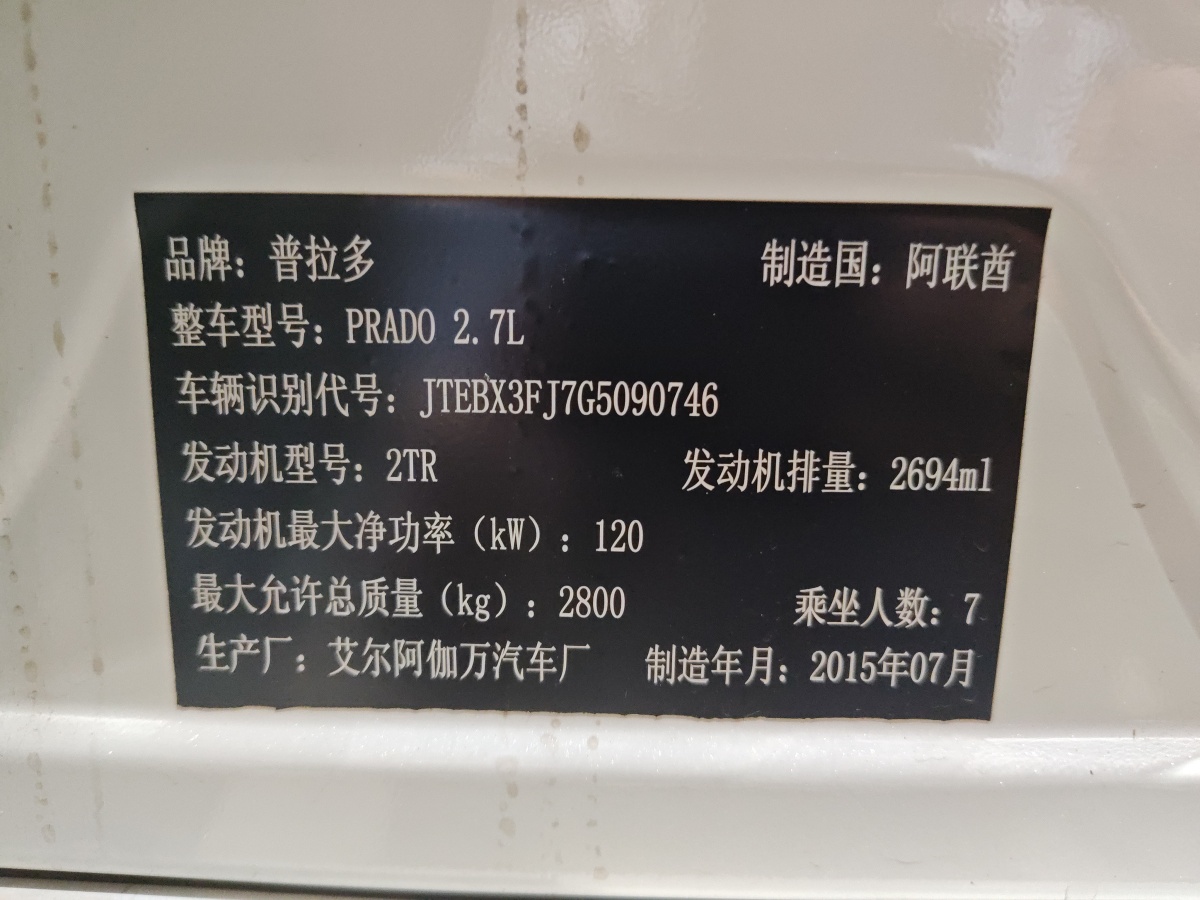 品牌：普拉多 制造国：阿联酋
整车型号：PRADO 2.7L
车辆识别代号：JTEBX3FJ7G5090746
发动机型号：2TR 发动机排量：2694ml
发动机最大净功率（kW）：120
最大允许总质量（kg）：2800 乘坐人数：7
生产厂：艾尔阿伽万汽车厂 制造年月：2015年07月